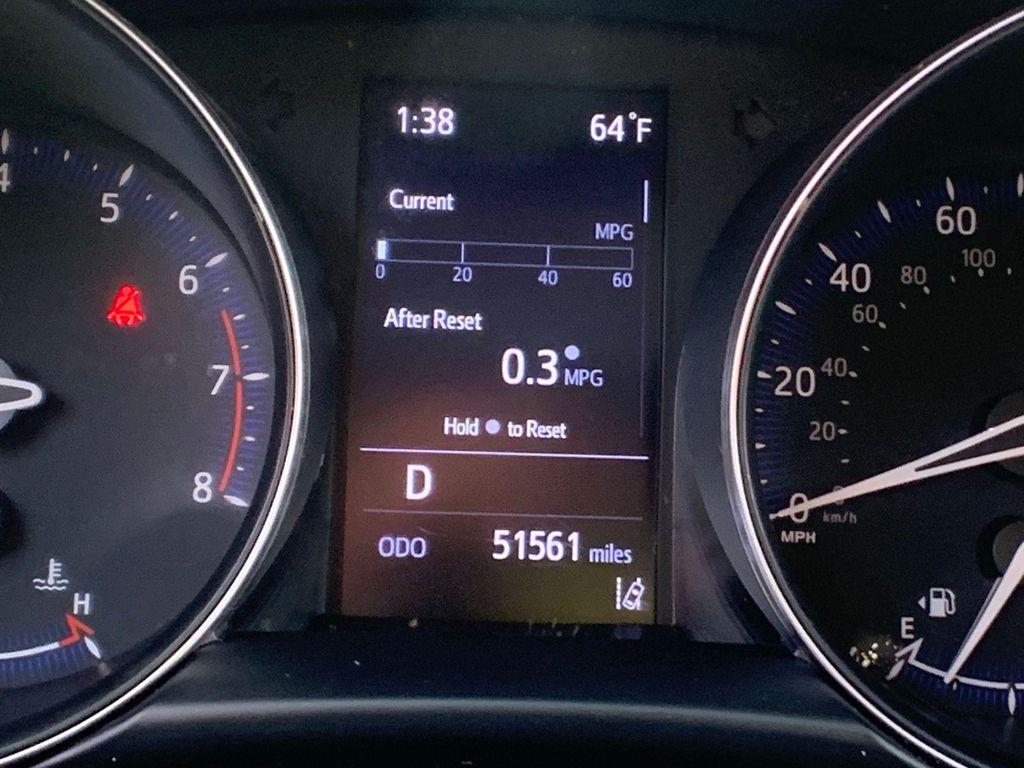 4
5
6
7
8
H
1:38 64°F
Current
MPG
0 20 40 60
After Reset
0.3 MPG
Hold to Reset
D
ODO 51561 miles
60
100
80
40
60
40
20
20
0
km/h
MPH
E